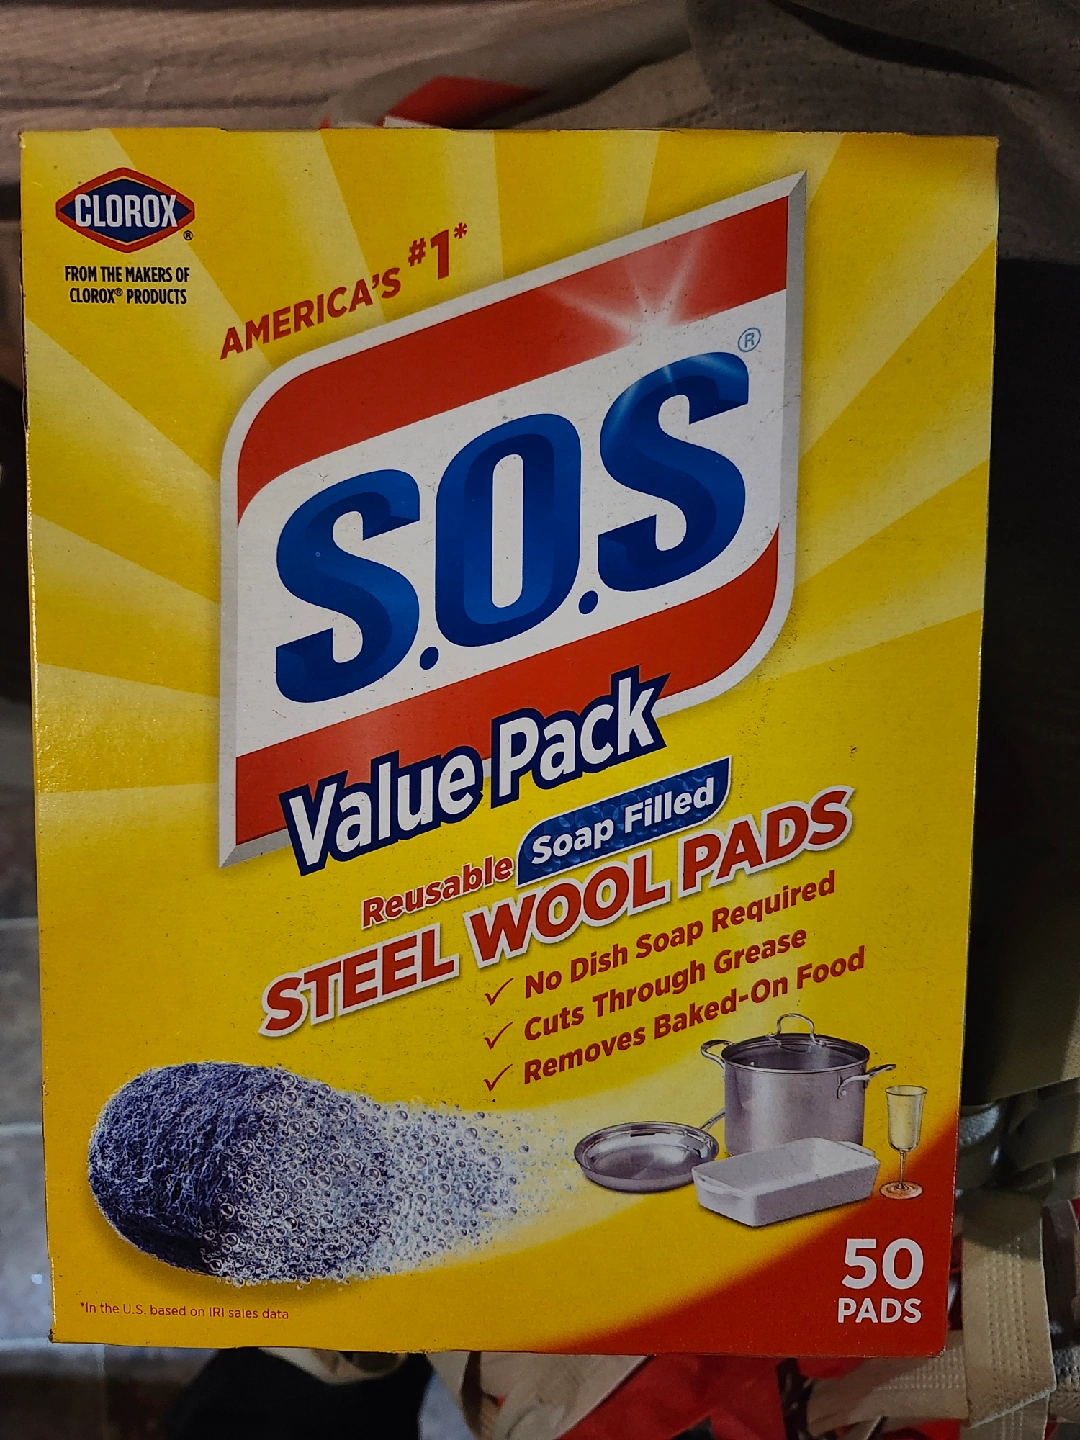 CLOROX®
FROM THE MAKERS OF
CLOROX® PRODUCTS
AMERICA'S #1*
S.O.S®
Value Pack
Reusable Soap Filled
STEEL WOOL PADS
✓ No Dish Soap Required
✓ Cuts Through Grease
✓ Removes Baked-On Food
50
PADS
*In the U.S. based on IRI sales data